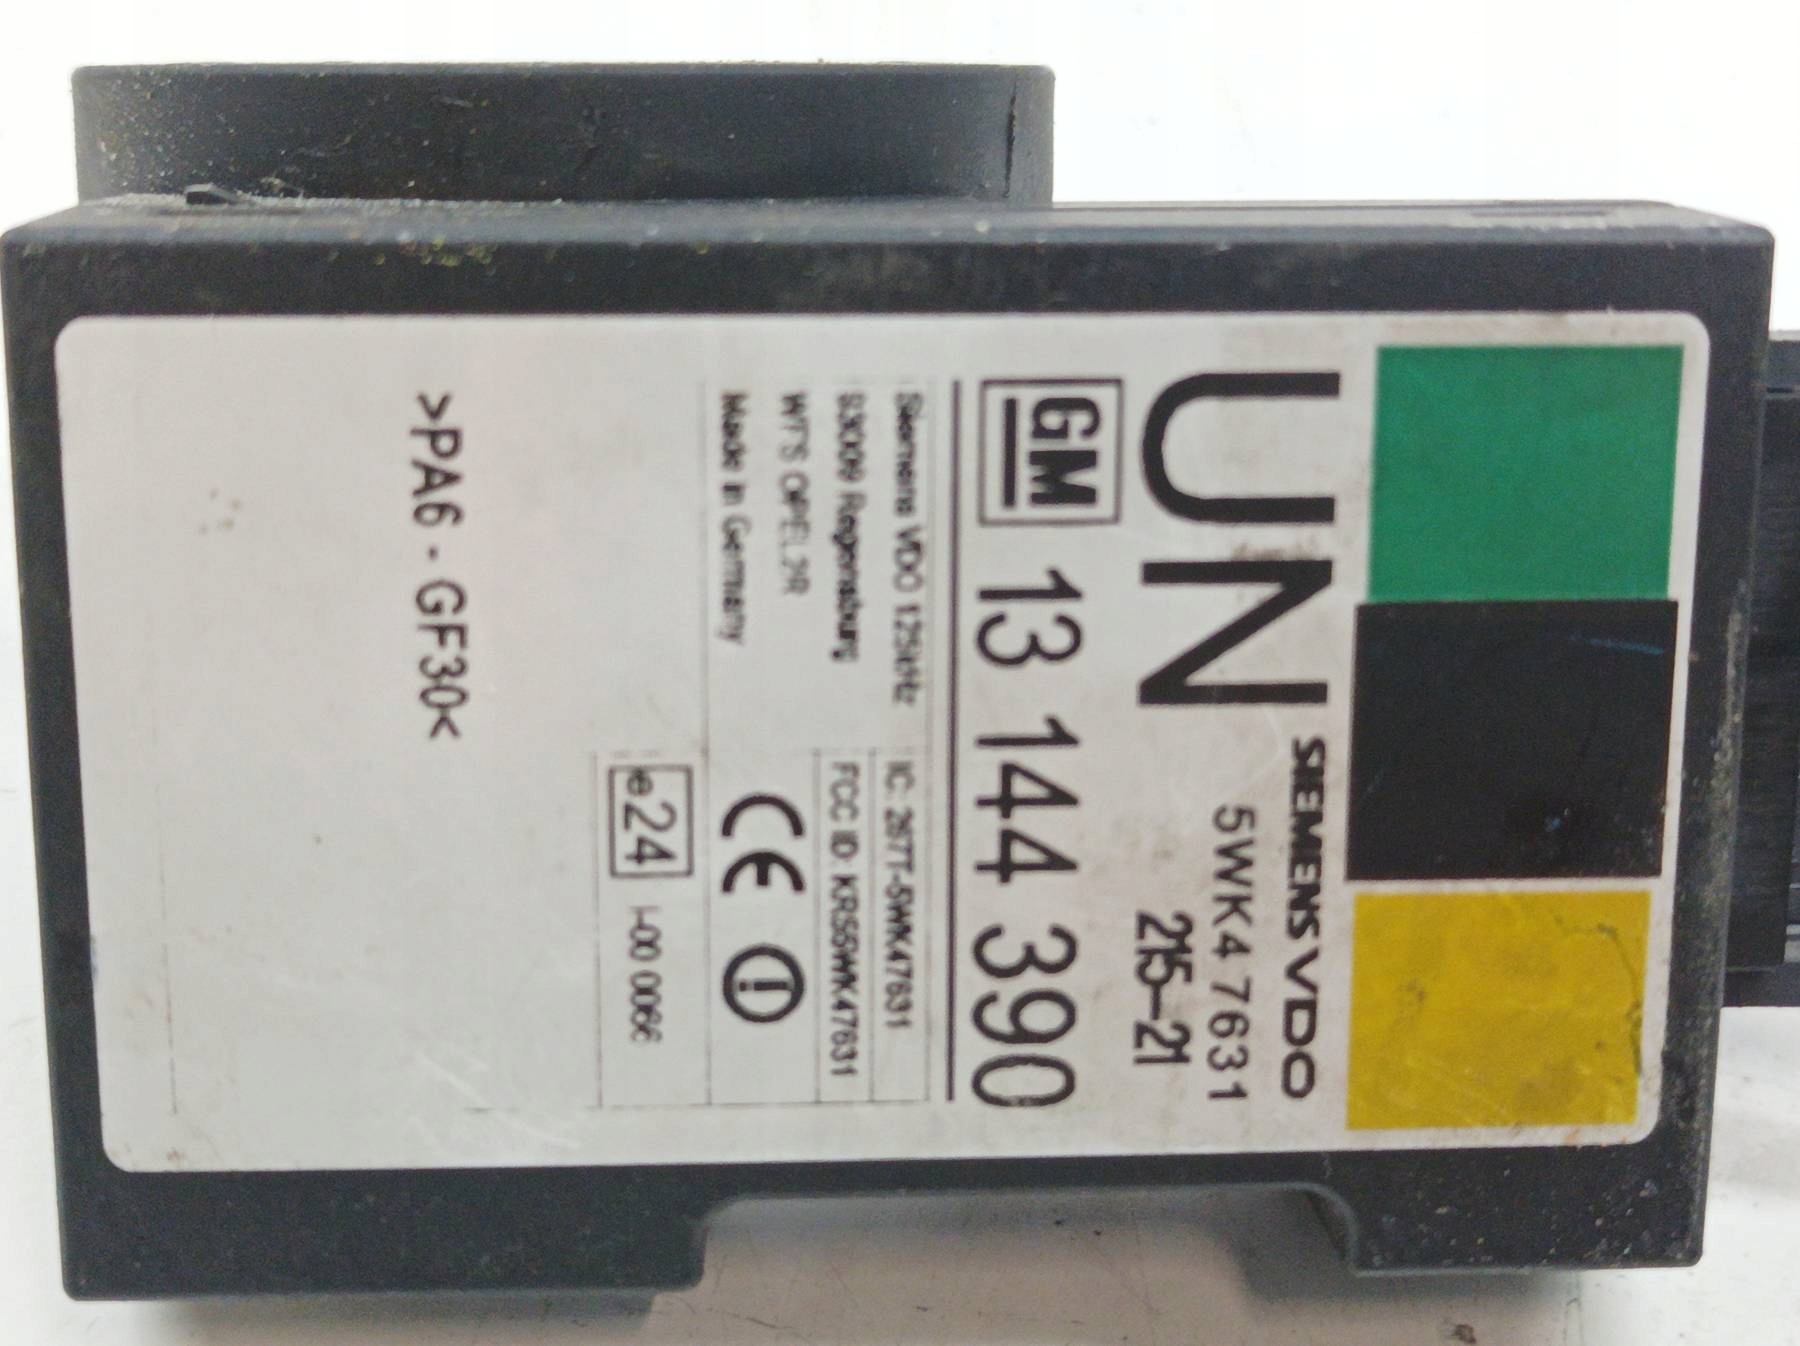 UN SIEMENS VDO
5WK4 7631
215-21
GM 13 144 390
Siemens VDO 125kHz IC: 267T-5WK47631
93009 Regensburg FCC ID: KR55WK47631
WFS OPEL2R
Made in Germany CE
e24 I-00 0066
>PA6 - GF30<